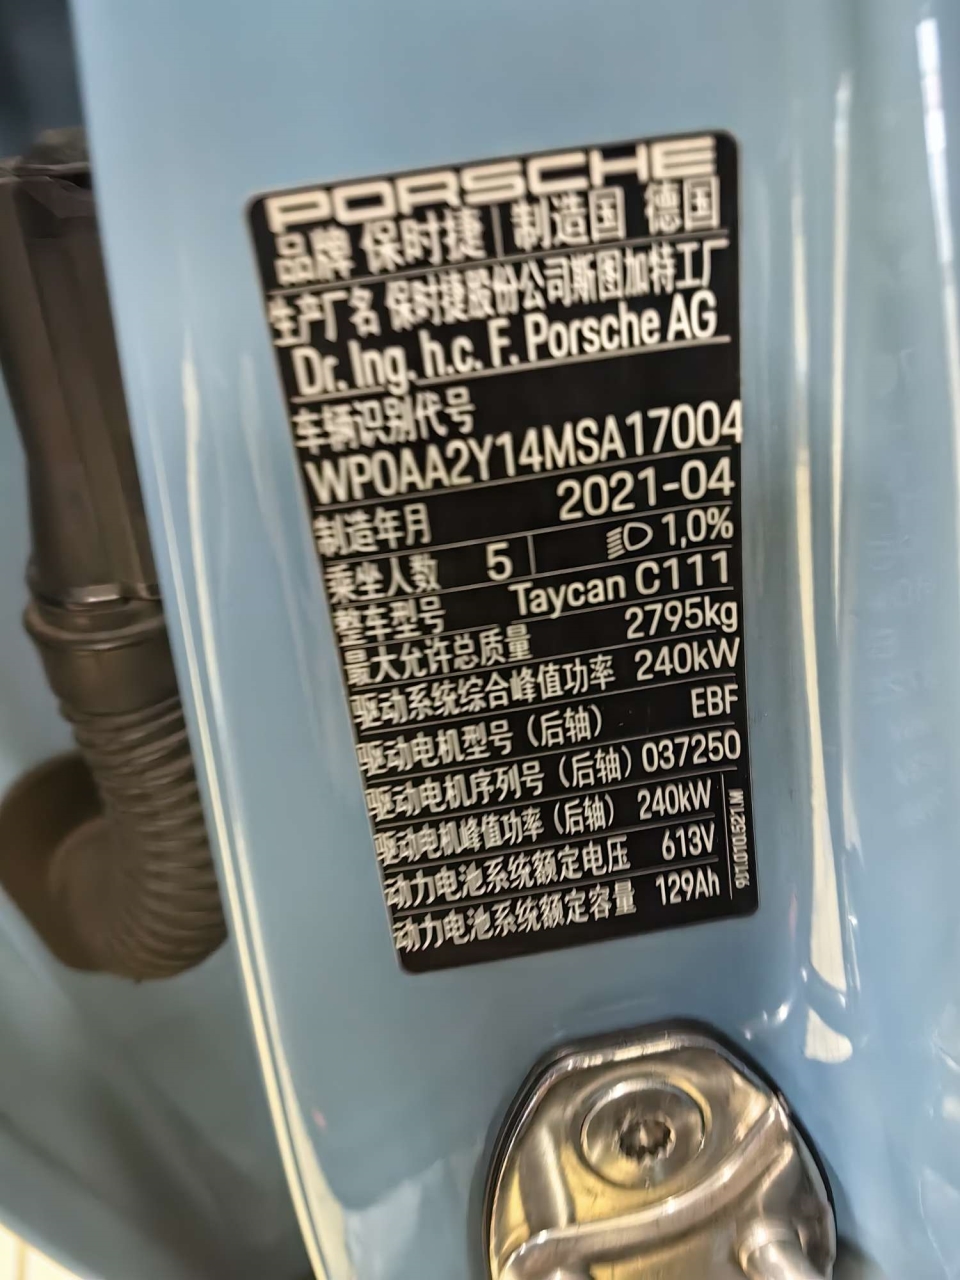 PORSCHE
品牌 保时捷 制造国 德国
生产厂名 保时捷股份公司斯图加特工厂
Dr. Ing. h.c. F. Porsche AG
车辆识别代号
WP0AA2Y14MSA17004
制造年月 2021-04
乘坐人数 5 1,0%
整车型号 Taycan C111
最大允许总质量 2795kg
驱动系统综合峰值功率 240kW
驱动电机型号（后轴） EBF
驱动电机序列号（后轴） 037250
驱动电机峰值功率（后轴） 240kW
动力电池系统额定电压 613V
动力电池系统额定容量 129Ah
9J1.010.521.M